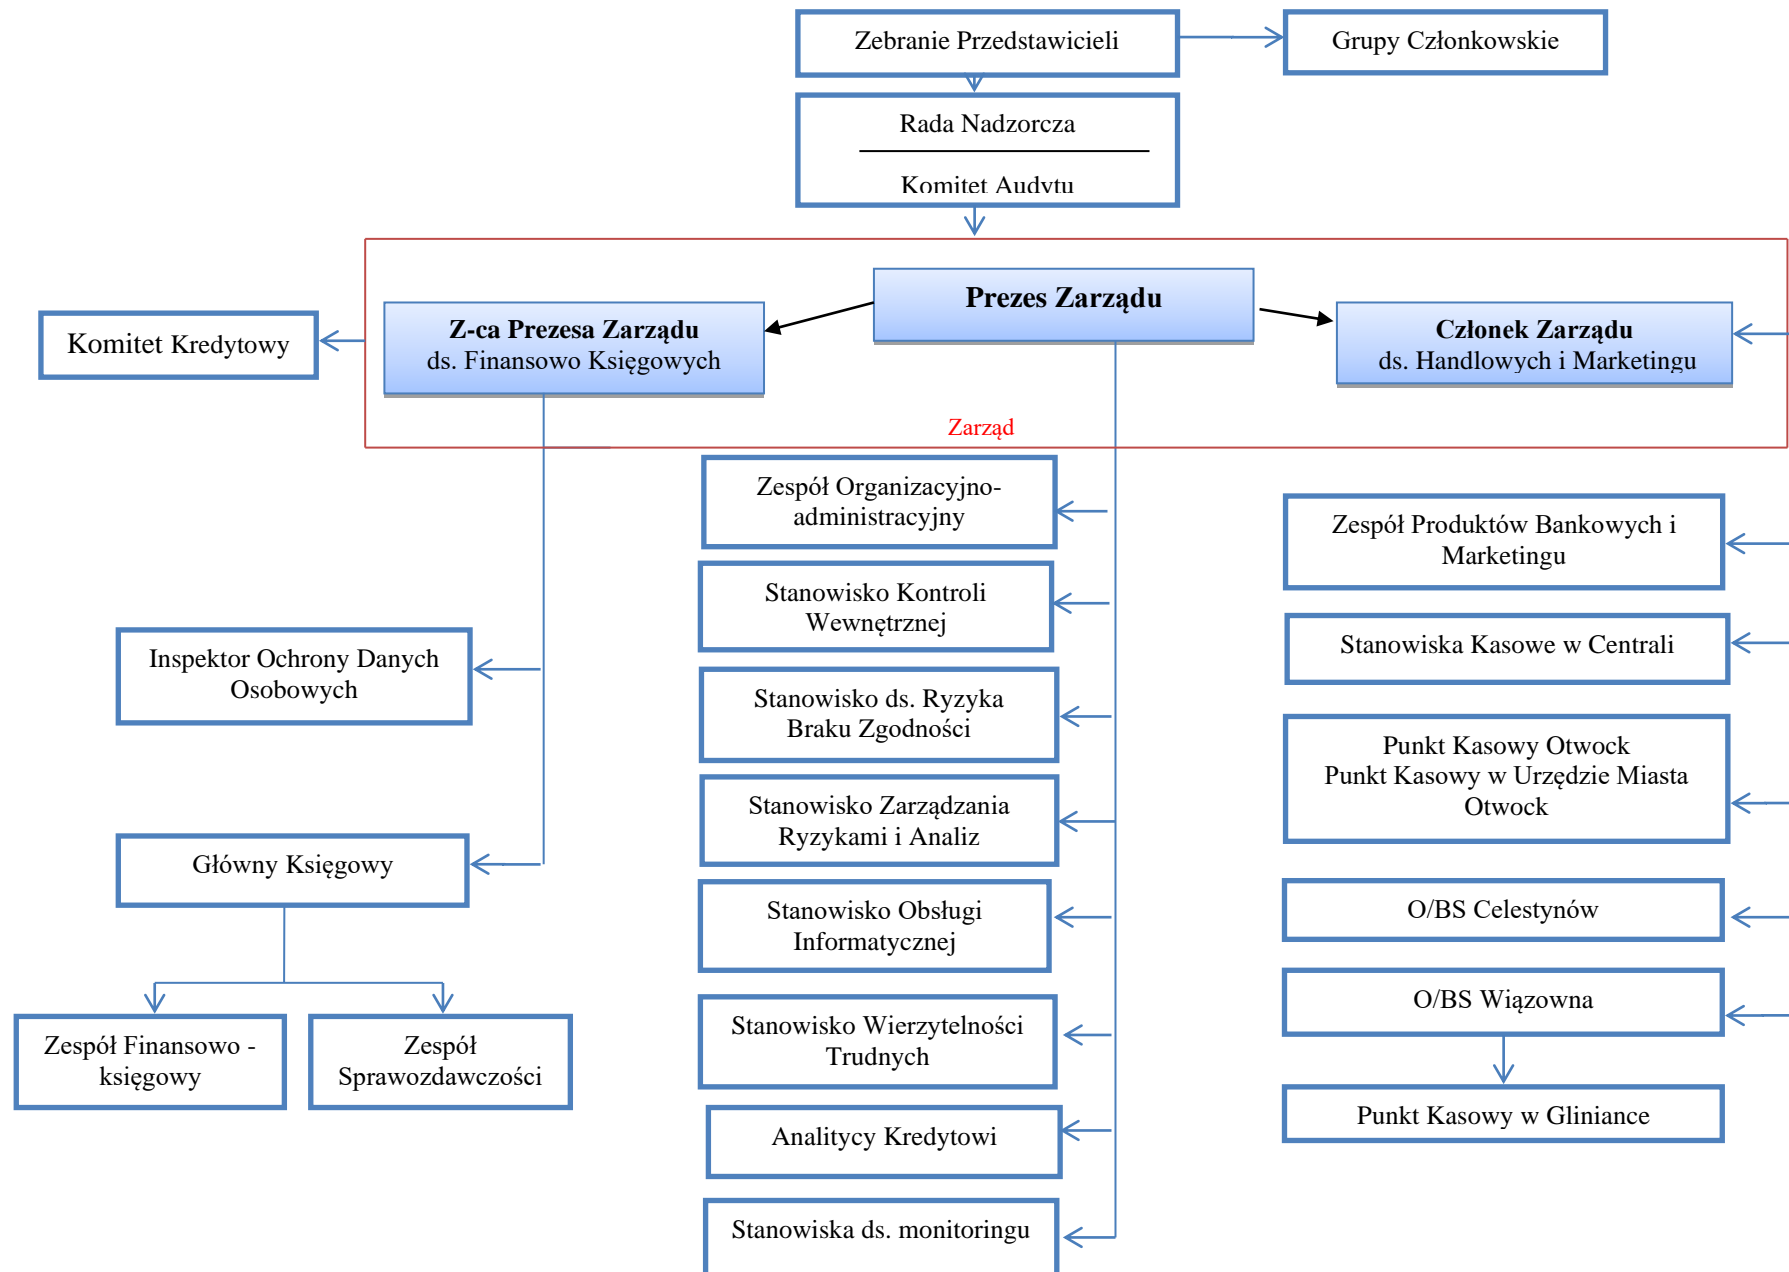 Zebranie Przedstawicieli
Grupy Członkowskie
Rada Nadzorcza
Komitet Audytu
Prezes Zarządu
Z-ca Prezesa Zarządu
ds. Finansowo Księgowych
Członek Zarządu
ds. Handlowych i Marketingu
Komitet Kredytowy
Zarząd
Zespół Organizacyjno-
administracyjny
Stanowisko Kontroli
Wewnętrznej
Stanowisko ds. Ryzyka
Braku Zgodności
Stanowisko Zarządzania
Ryzykami i Analiz
Stanowisko Obsługi
Informatycznej
Stanowisko Wierzytelności
Trudnych
Analitycy Kredytowi
Stanowiska ds. monitoringu
Inspektor Ochrony Danych
Osobowych
Główny Księgowy
Zespół Finansowo -
księgowy
Zespół
Sprawozdawczości
Zespół Produktów Bankowych i
Marketingu
Stanowiska Kasowe w Centrali
Punkt Kasowy Otwock
Punkt Kasowy w Urzędzie Miasta
Otwock
O/BS Celestynów
O/BS Wiązowna
Punkt Kasowy w Gliniance